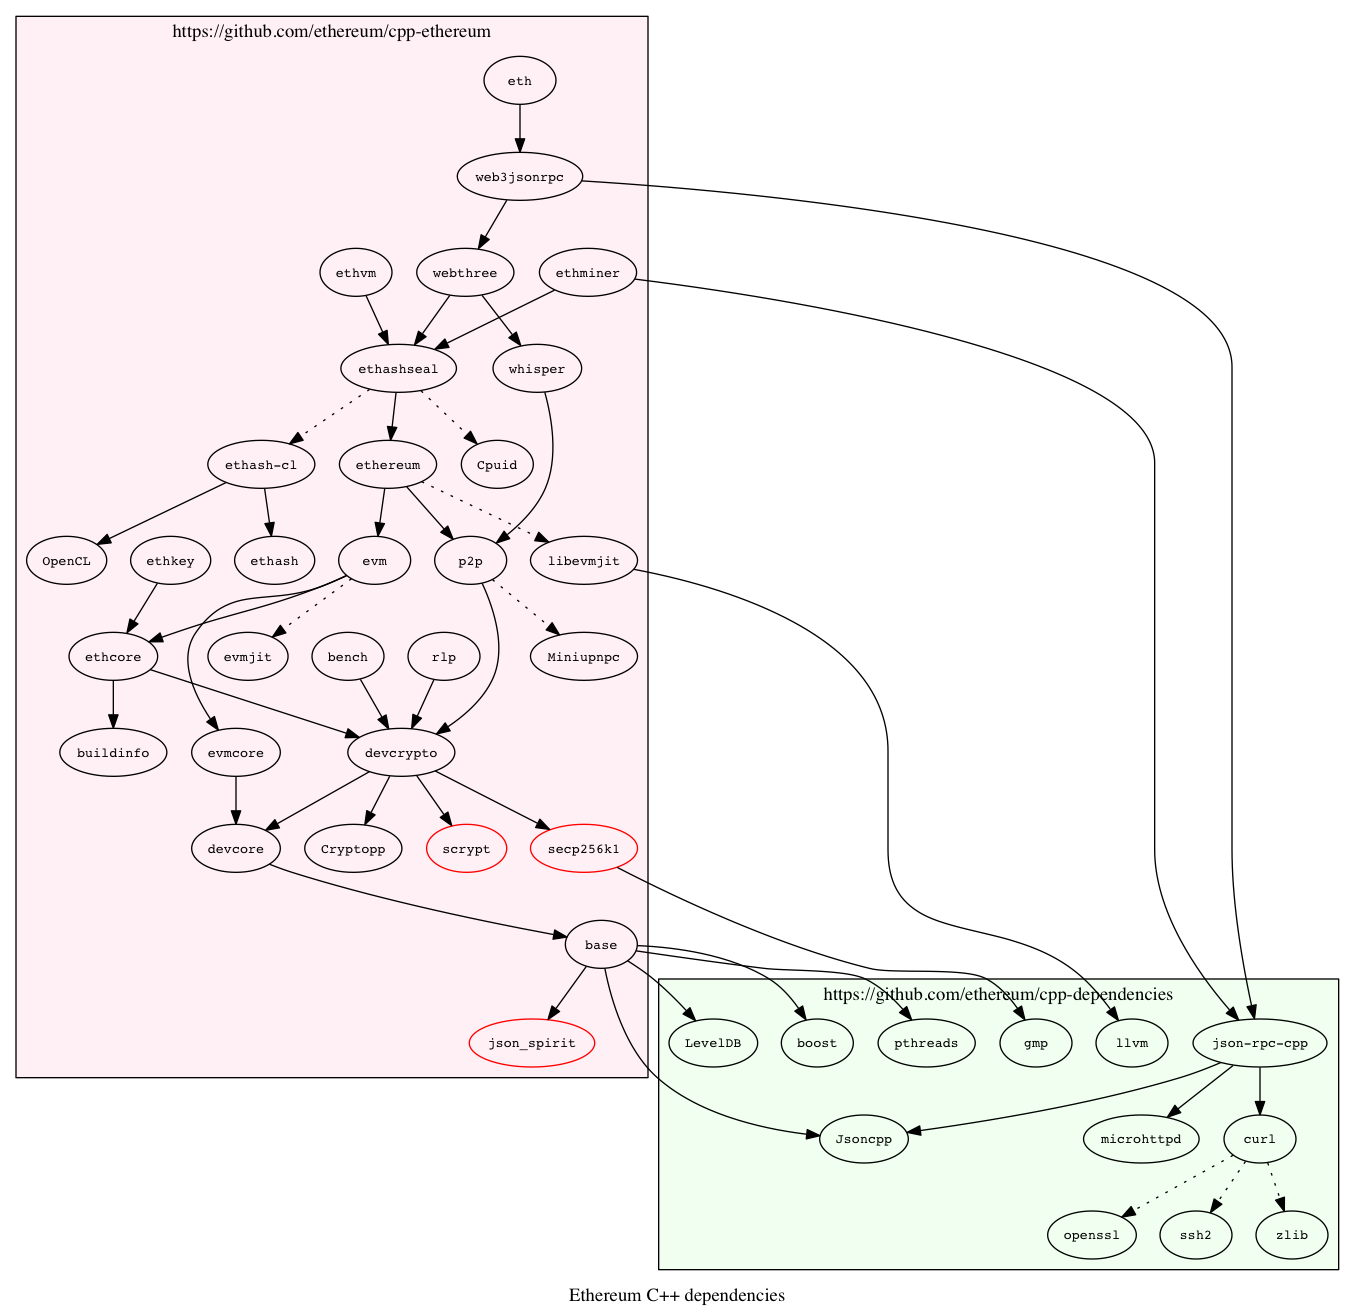 https://github.com/ethereum/cpp-ethereum
eth
web3jsonrpc
ethvm
webthree
ethminer
ethashseal
whisper
ethash-cl
ethereum
Cpuid
OpenCL
ethkey
ethash
evm
p2p
libevmjit
ethcore
evmjit
bench
rlp
Miniupnpc
buildinfo
evmcore
devcrypto
devcore
Cryptopp
scrypt
secp256k1
base
https://github.com/ethereum/cpp-dependencies
json_spirit
LevelDB
boost
pthreads
gmp
llvm
json-rpc-cpp
Jsoncpp
microhttpd
curl
openssl
ssh2
zlib
Ethereum C++ dependencies